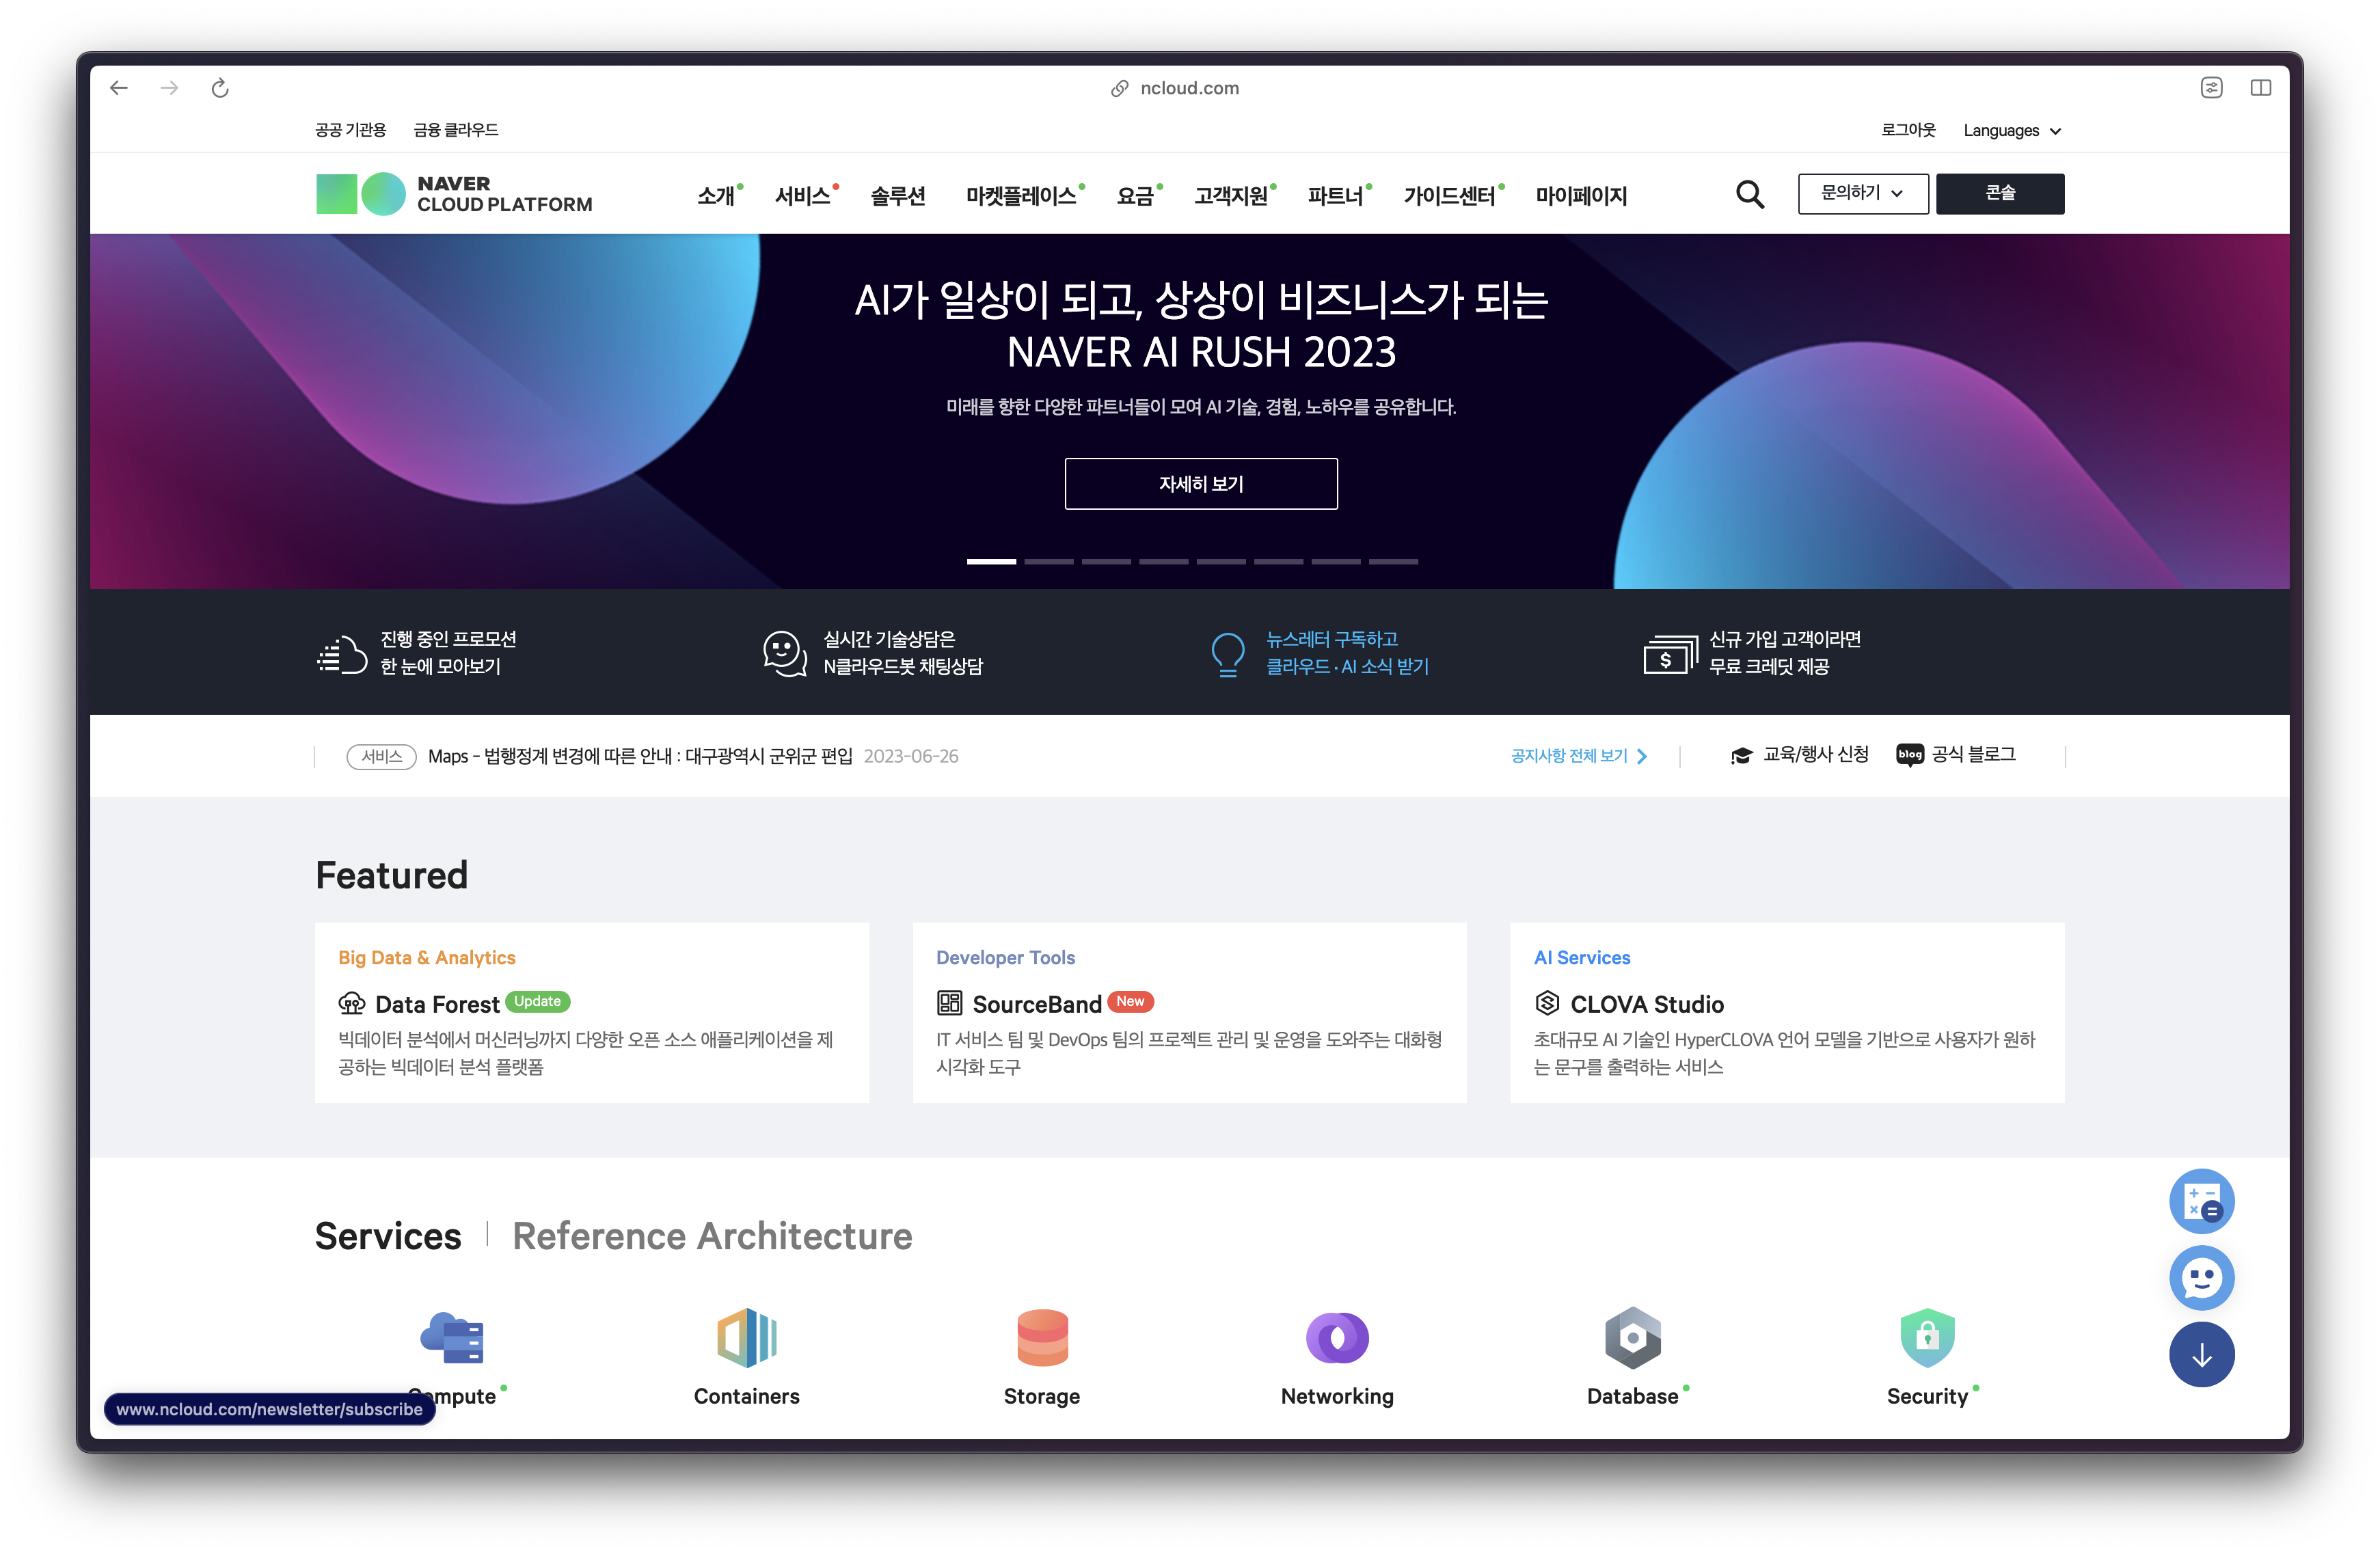 ncloud.com
공공 기관용 금융 클라우드 로그아웃 Languages
NAVER
CLOUD PLATFORM
소개 서비스 솔루션 마켓플레이스 요금 고객지원 파트너 가이드센터 마이페이지 문의하기 콘솔
AI가 일상이 되고, 상상이 비즈니스가 되는
NAVER AI RUSH 2023
미래를 향한 다양한 파트너들이 모여 AI 기술, 경험, 노하우를 공유합니다.
자세히 보기
진행 중인 프로모션
한 눈에 모아보기
실시간 기술상담은
N클라우드봇 채팅상담
뉴스레터 구독하고
클라우드 · AI 소식 받기
$
신규 가입 고객이라면
무료 크레딧 제공
서비스 Maps - 법행정계 변경에 따른 안내 : 대구광역시 군위군 편입 2023-06-26 공지사항 전체 보기 교육/행사 신청 blog 공식 블로그
Featured
Big Data & Analytics
Data Forest Update
빅데이터 분석에서 머신러닝까지 다양한 오픈 소스 애플리케이션을 제
공하는 빅데이터 분석 플랫폼
Developer Tools
SourceBand New
IT 서비스 팀 및 DevOps 팀의 프로젝트 관리 및 운영을 도와주는 대화형
시각화 도구
AI Services
CLOVA Studio
초대규모 AI 기술인 HyperCLOVA 언어 모델을 기반으로 사용자가 원하
는 문구를 출력하는 서비스
Services Reference Architecture
Compute Containers Storage Networking Database Security
www.ncloud.com/newsletter/subscribe